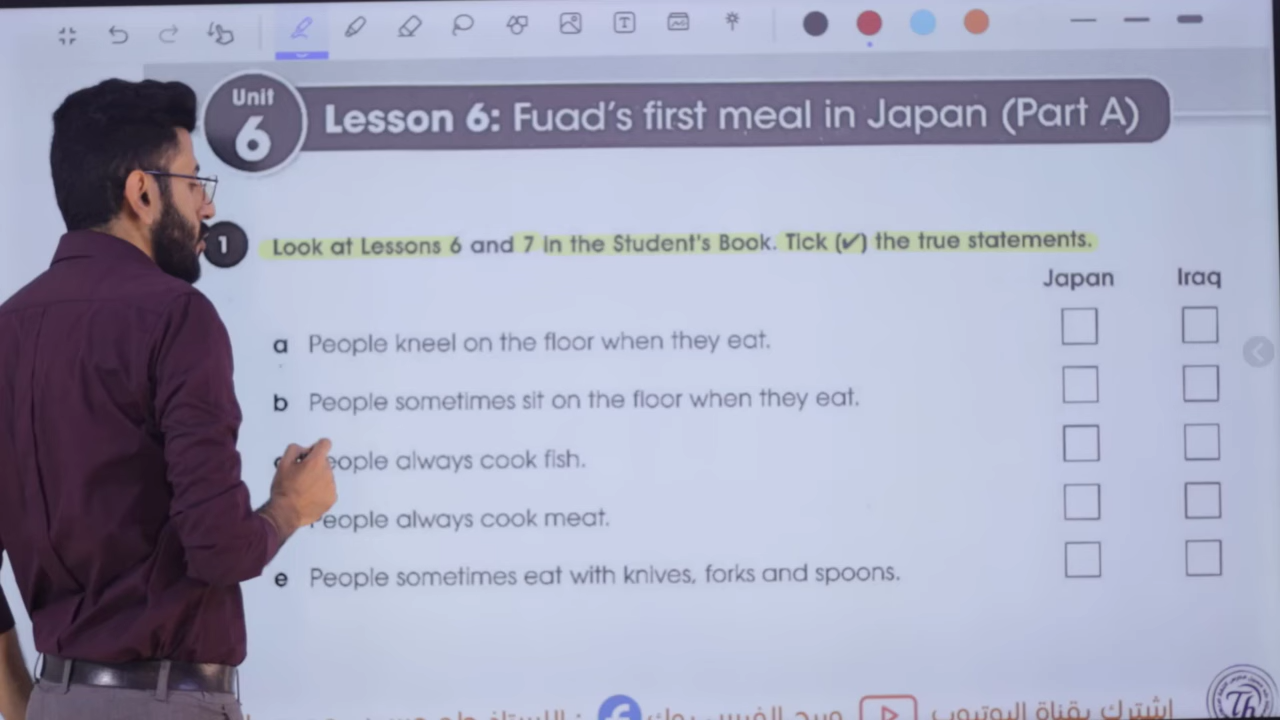 Unit
6
Lesson 6: Fuad's first meal in Japan (Part A)
1 Look at Lessons 6 and 7 in the Student's Book. Tick (✔) the true statements.
Japan Iraq
a People kneel on the floor when they eat.
b People sometimes sit on the floor when they eat.
People always cook fish.
People always cook meat.
e People sometimes eat with knives, forks and spoons.
اشترك بقناة اليوتيوب
Th